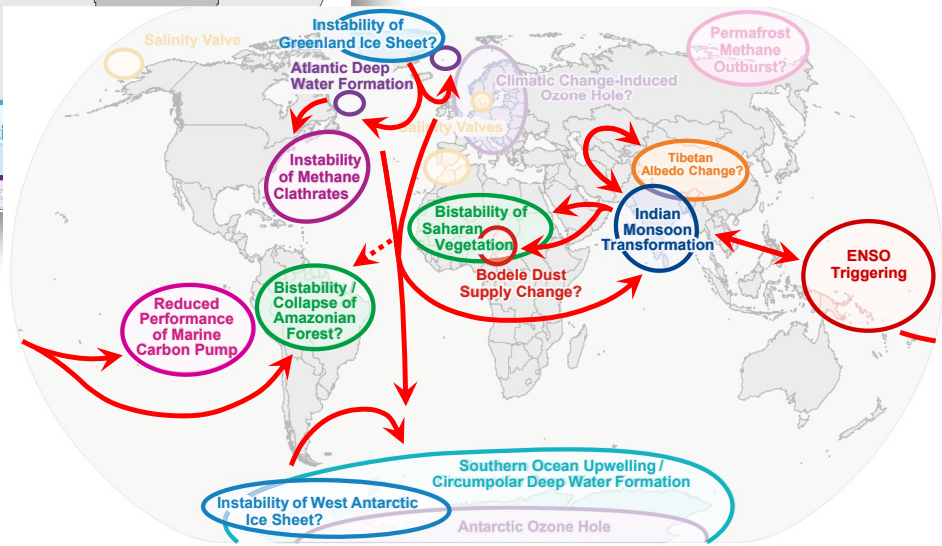 Salinity Valve
Instability of
Greenland Ice Sheet?
Permafrost
Methane
Outburst?
Atlantic Deep
Water Formation
Climatic Change-Induced
Ozone Hole?
Salinity Valves
Instability
of Methane
Clathrates
Tibetan
Albedo Change?
Bistability of
Saharan
Vegetation
Indian
Monsoon
Transformation
ENSO
Triggering
Bodele Dust
Supply Change?
Bistability /
Collapse of
Amazonian
Forest?
Reduced
Performance
of Marine
Carbon Pump
Southern Ocean Upwelling /
Circumpolar Deep Water Formation
Instability of West Antarctic
Ice Sheet?
Antarctic Ozone Hole